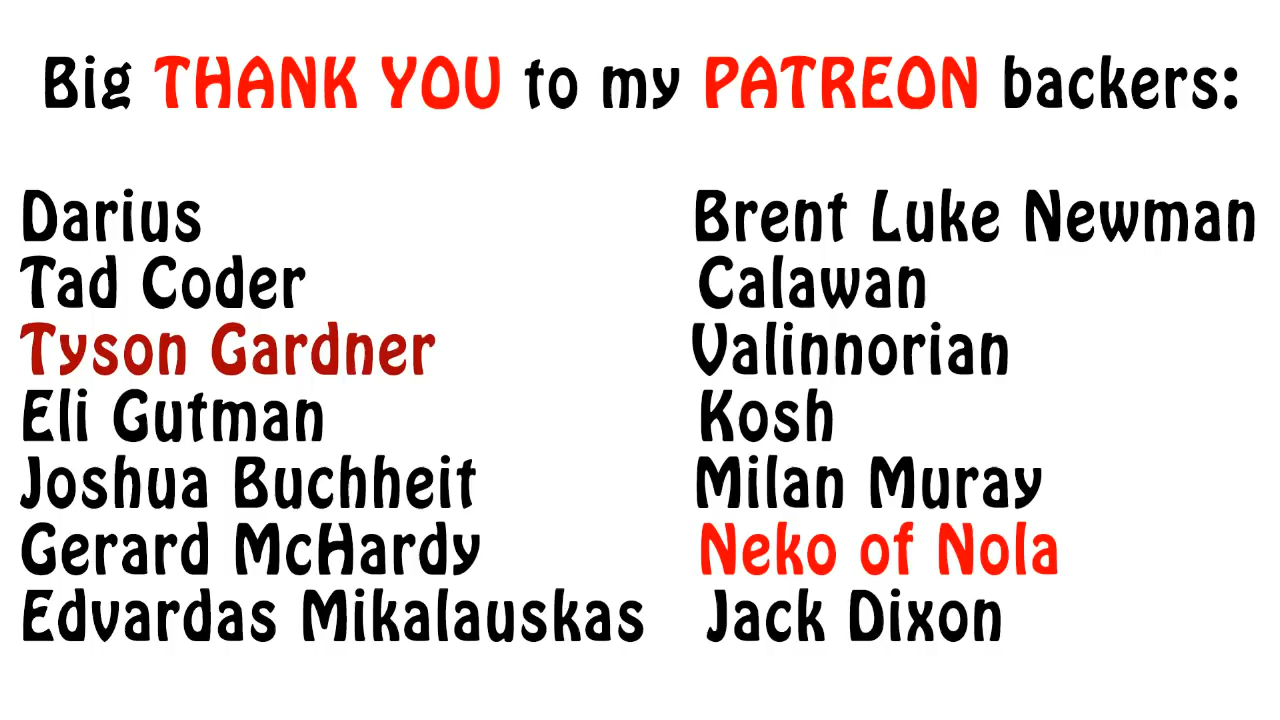 Big THANK YOU to my PATREON backers:
Darius
Tad Coder
Tyson Gardner
Eli Gutman
Joshua Buchheit
Gerard McHardy
Edvardas Mikalauskas
Brent Luke Newman
Calawan
Valinnorian
Kosh
Milan Muray
Neko of Nola
Jack Dixon